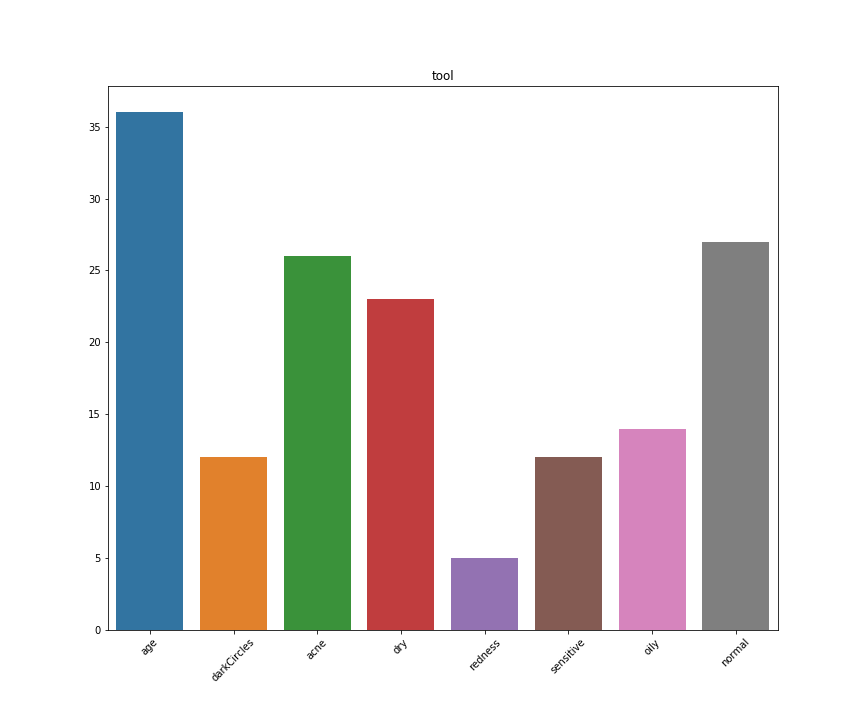 tool
35
30
25
20
15
10
5
0
age
darkCircles
acne
dry
redness
sensitive
oily
normal